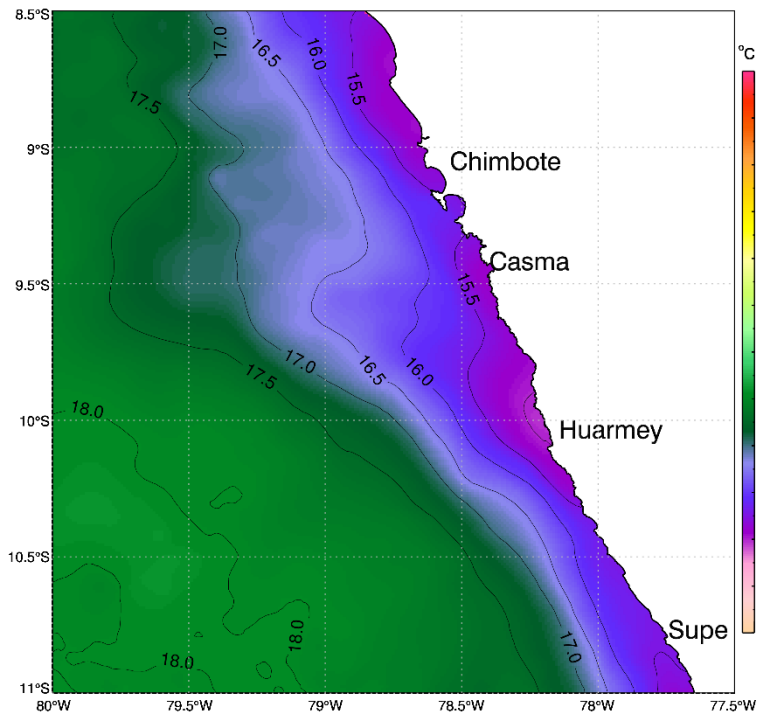 8.5°S
17.0
16.5
16.0
°C
17.5
15.5
9°S
Chimbote
Casma
9.5°S
15.5
17.0
16.5
16.0
17.5
18.0
10°S
Huarmey
10.5°S
18.0
17.0
Supe
18.0
11°S
80°W
79.5°W
79°W
78.5°W
78°W
77.5°W